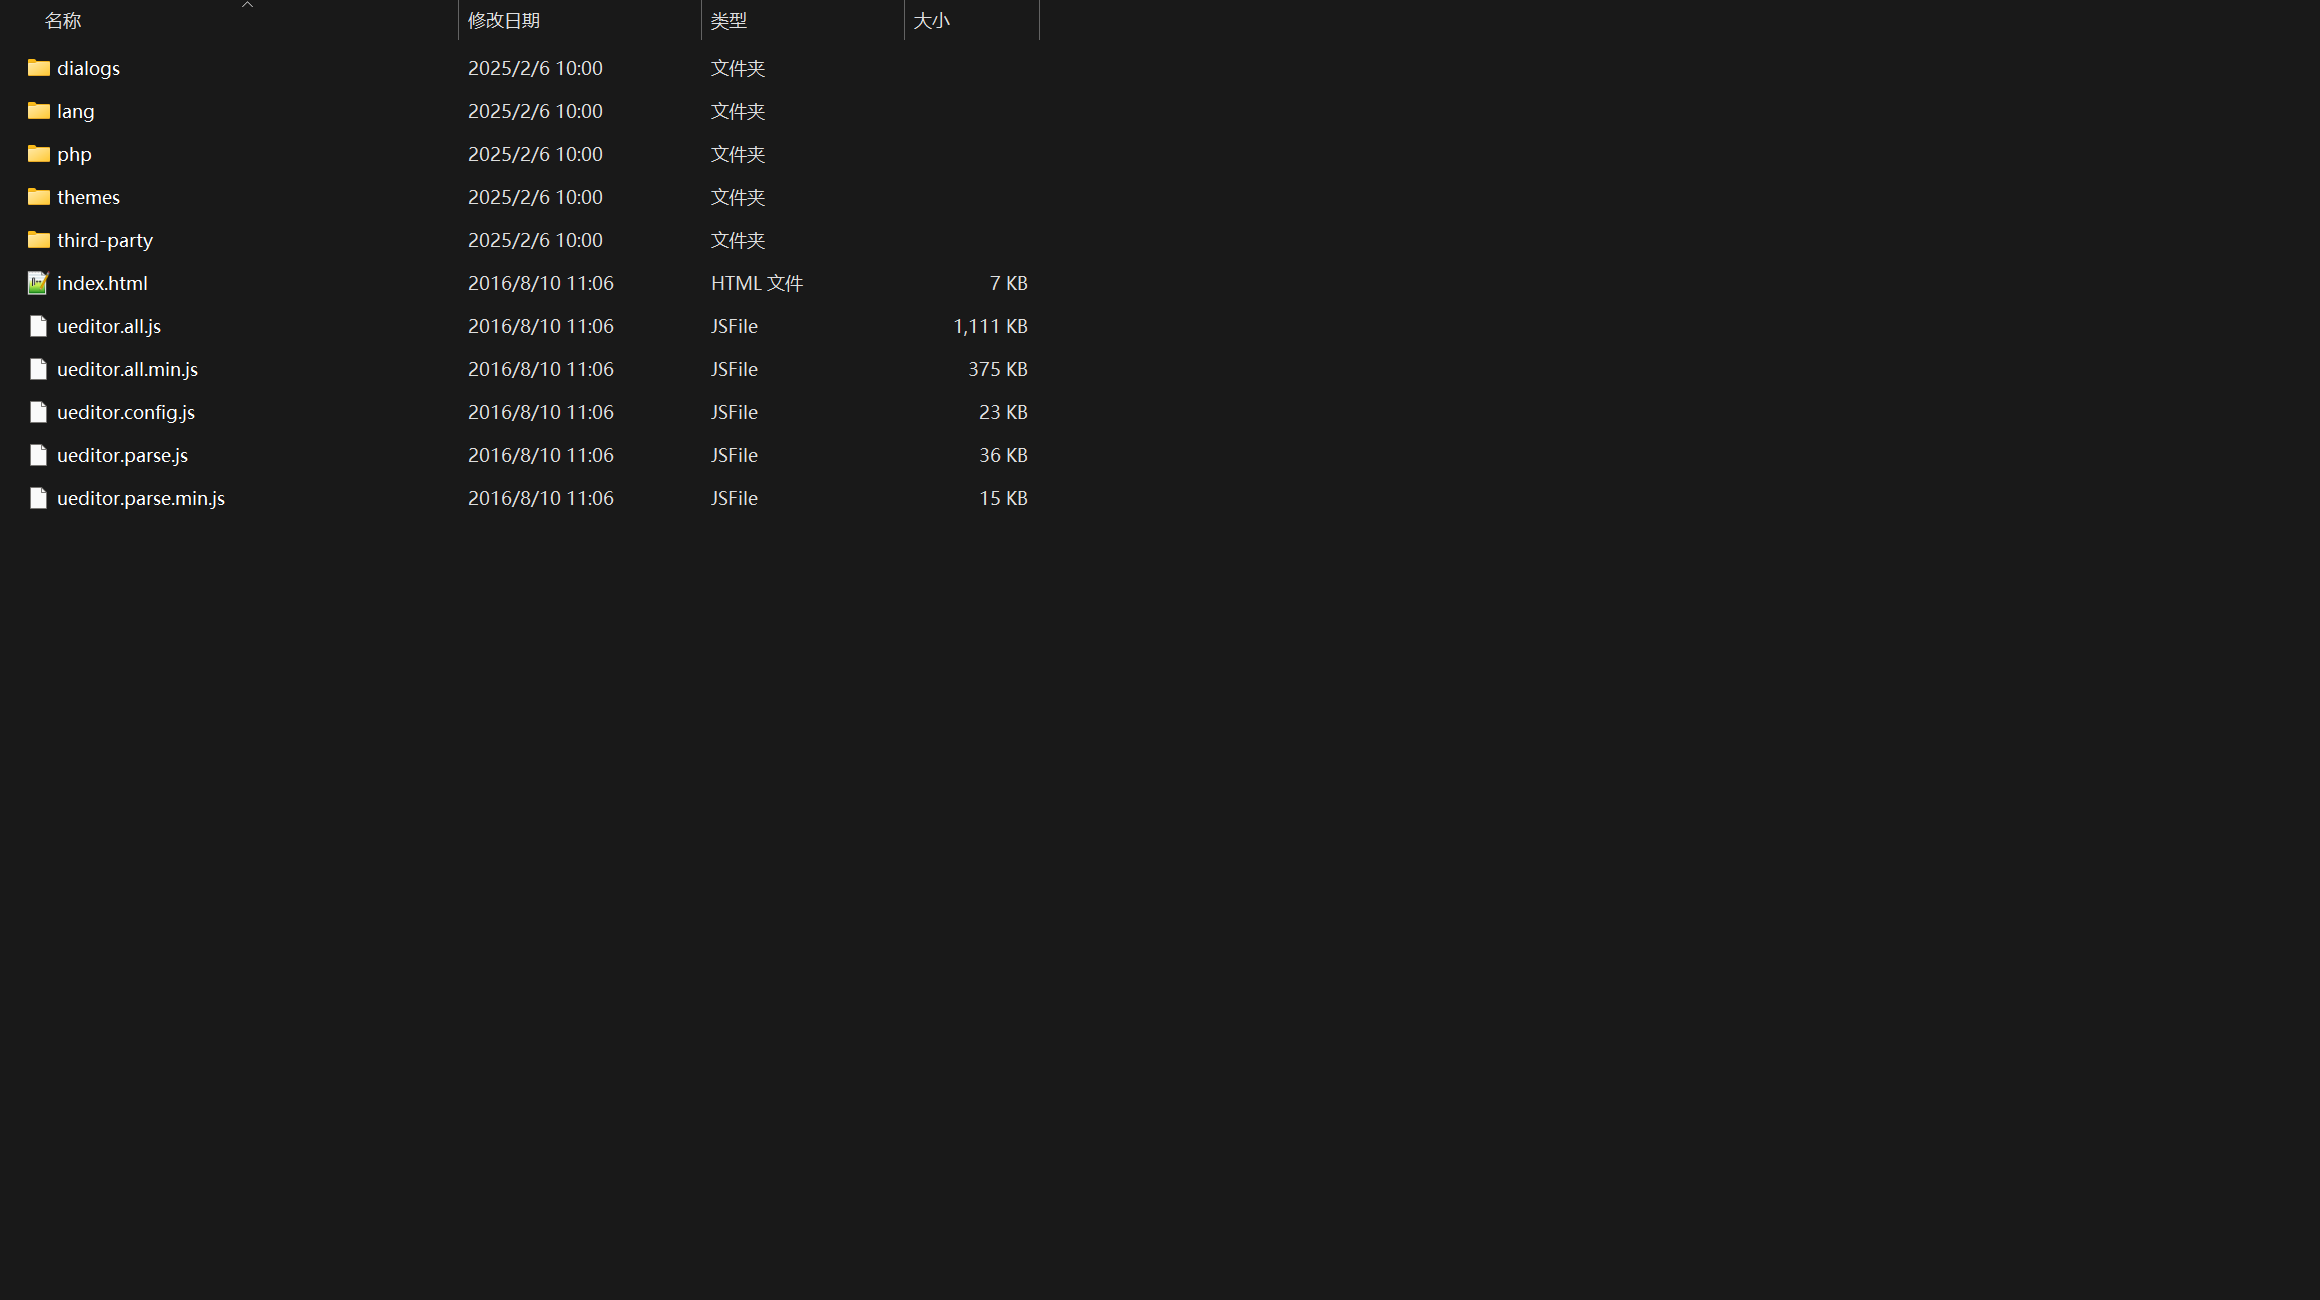 名称 修改日期 类型 大小
dialogs 2025/2/6 10:00 文件夹
lang 2025/2/6 10:00 文件夹
php 2025/2/6 10:00 文件夹
themes 2025/2/6 10:00 文件夹
third-party 2025/2/6 10:00 文件夹
index.html 2016/8/10 11:06 HTML 文件 7 KB
ueditor.all.js 2016/8/10 11:06 JSFile 1,111 KB
ueditor.all.min.js 2016/8/10 11:06 JSFile 375 KB
ueditor.config.js 2016/8/10 11:06 JSFile 23 KB
ueditor.parse.js 2016/8/10 11:06 JSFile 36 KB
ueditor.parse.min.js 2016/8/10 11:06 JSFile 15 KB